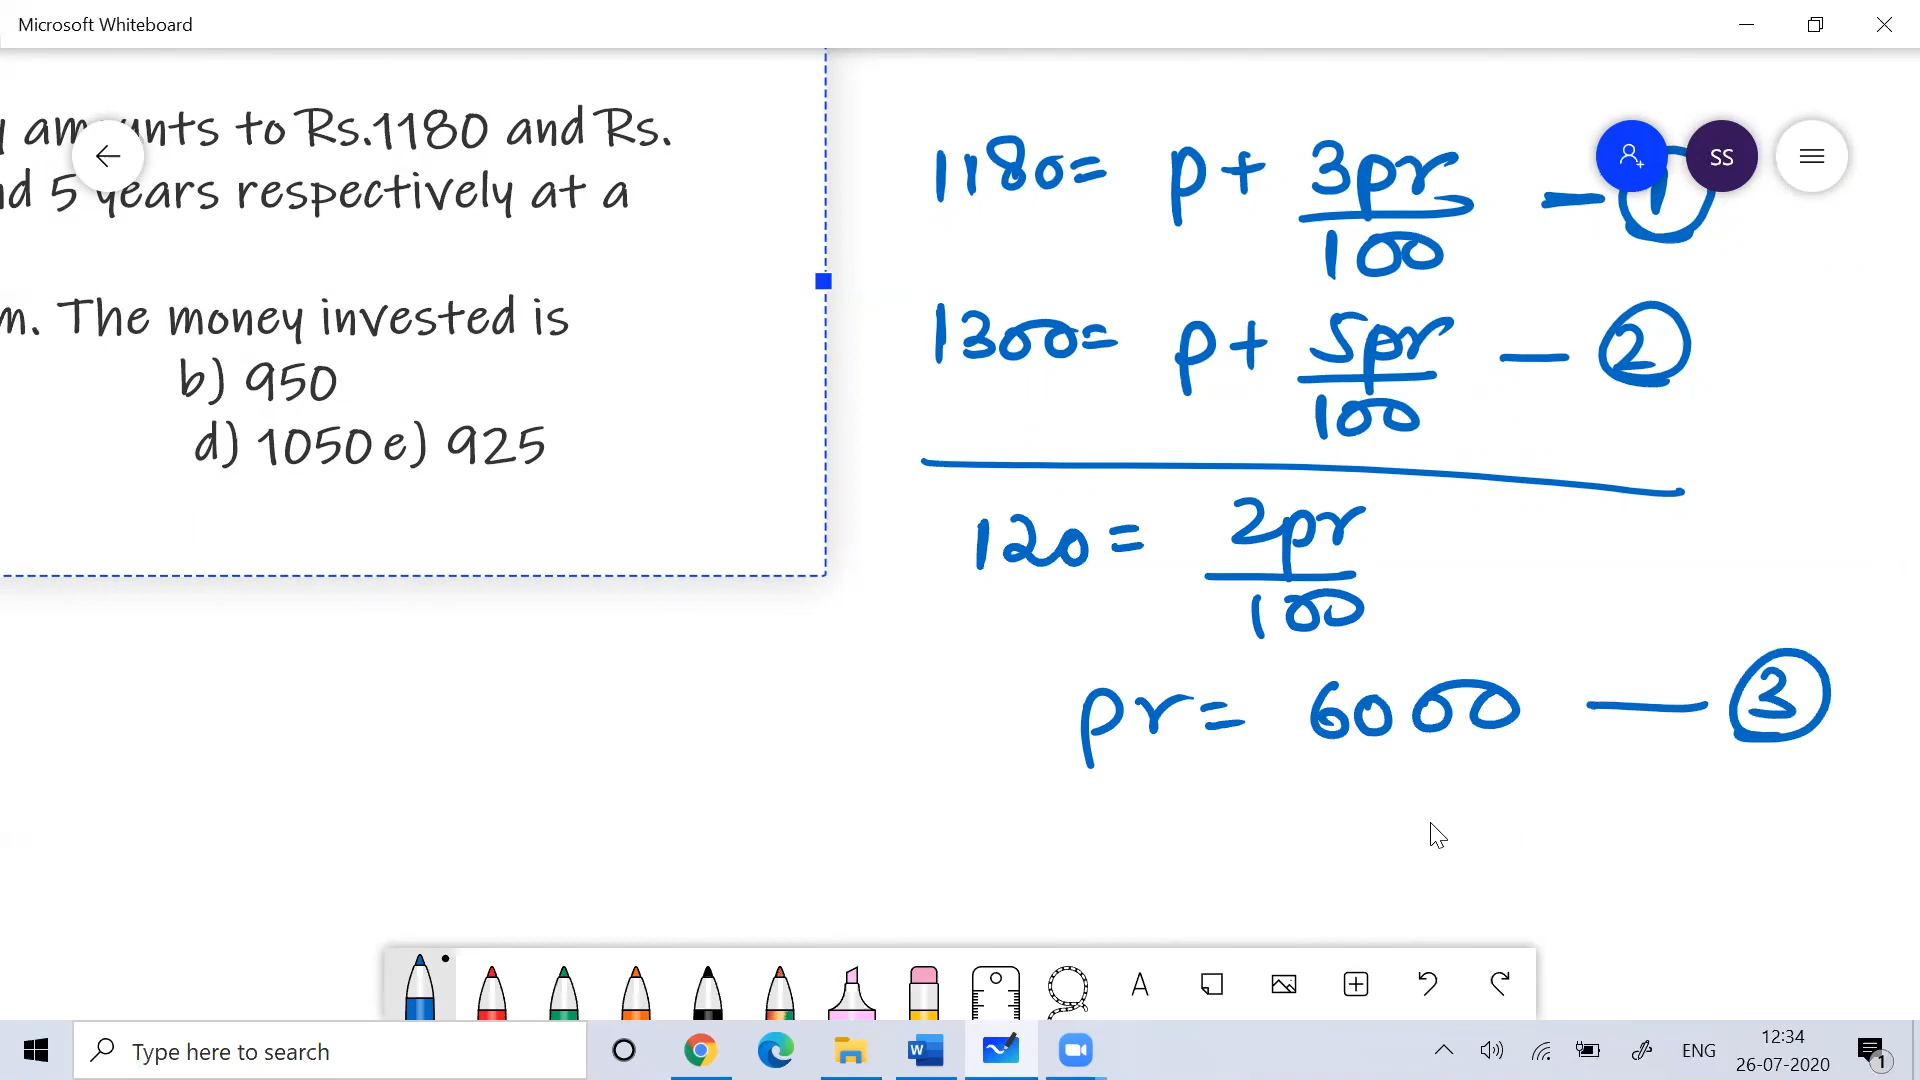 Microsoft Whiteboard
to Rs.1180 and Rs.
5 years respectively at a
The money invested is
b) 950
d) 1050 e) 925
1180= p+ 3pr/100 — 1
1300= p+ 5pr/100 — 2
120= 2pr/100
pr= 6000 — 3
SS
A
Type here to search
W
ENG
12:34
26-07-2020
1